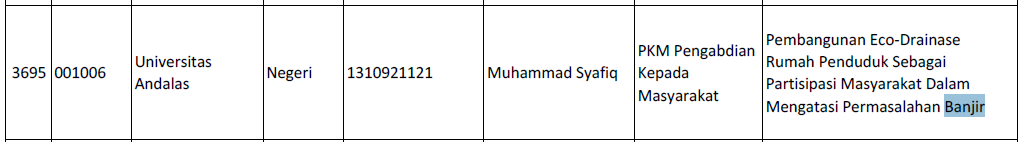 3695 001006 Universitas Andalas Negeri 1310921121 Muhammad Syafiq PKM Pengabdian Kepada Masyarakat Pembangunan Eco-Drainase
Rumah Penduduk Sebagai
Partisipasi Masyarakat Dalam
Mengatasi Permasalahan Banjir